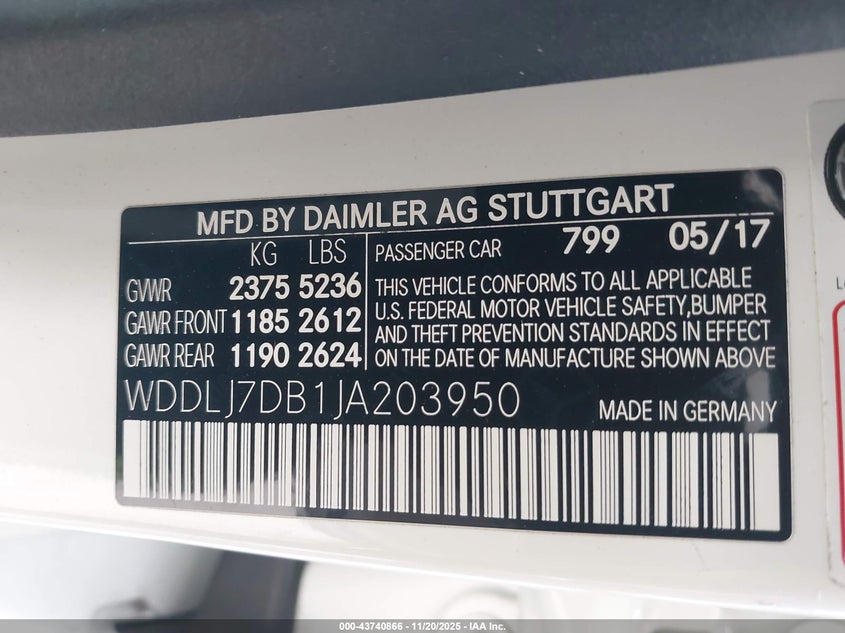 MFD BY DAIMLER AG STUTTGART
KG LBS
GVWR 2375 5236
GAWR FRONT 1185 2612
GAWR REAR 1190 2624
PASSENGER CAR 799 05/17
THIS VEHICLE CONFORMS TO ALL APPLICABLE
U.S. FEDERAL MOTOR VEHICLE SAFETY,BUMPER
AND THEFT PREVENTION STANDARDS IN EFFECT
ON THE DATE OF MANUFACTURE SHOWN ABOVE.
WDDLJ7DB1JA203950 MADE IN GERMANY
000-43740866 - 11/20/2025 - IAA Inc.